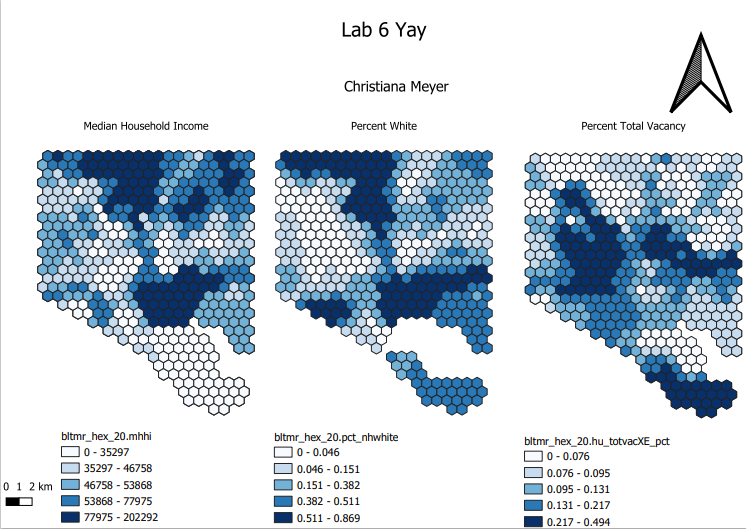 Lab 6 Yay
Christiana Meyer
Median Household Income
Percent White
Percent Total Vacancy
bltmr_hex_20.mhhi
0 - 35297
35297 - 46758
46758 - 53868
53868 - 77975
77975 - 202292
bltmr_hex_20.pct_nhwhite
0 - 0.046
0.046 - 0.151
0.151 - 0.382
0.382 - 0.511
0.511 - 0.869
bltmr_hex_20.hu_totvacXE_pct
0 - 0.076
0.076 - 0.095
0.095 - 0.131
0.131 - 0.217
0.217 - 0.494
0 1 2 km